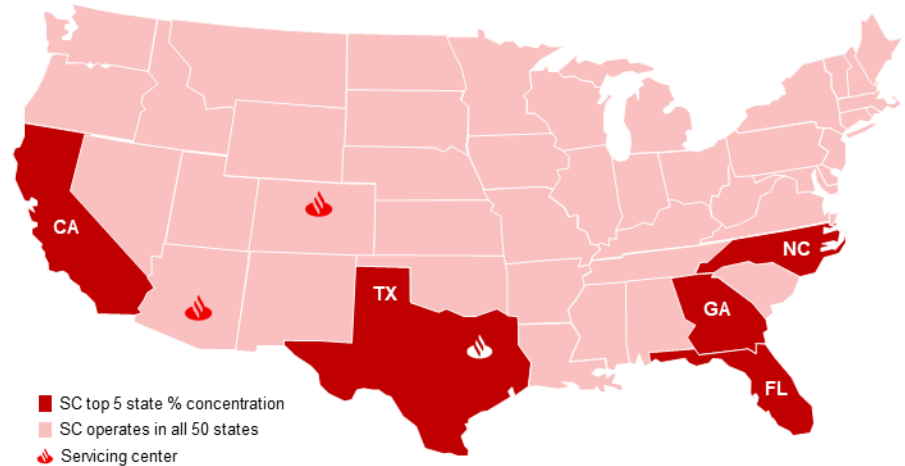 CA
NC
TX
GA
FL
SC top 5 state % concentration
SC operates in all 50 states
Servicing center